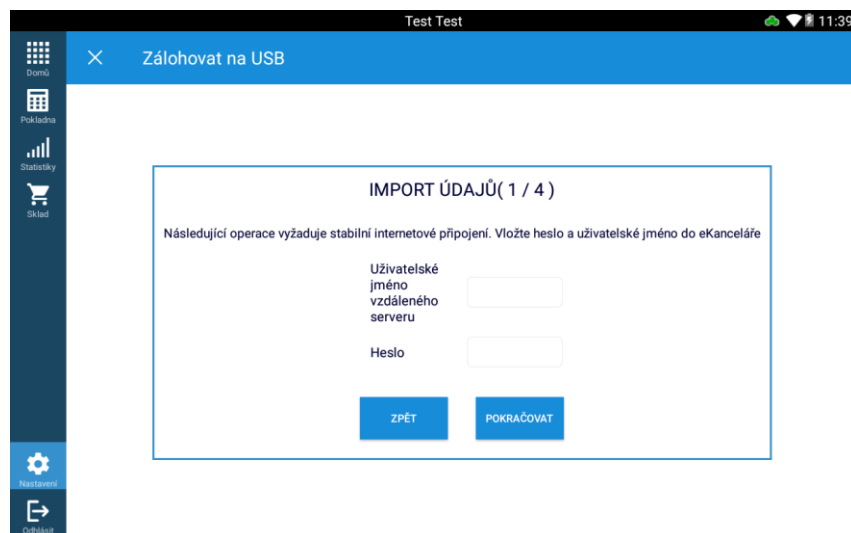 Test Test
11:39
Domů
Zálohovat na USB
Pokladna
Statistiky
Sklad
IMPORT ÚDAJŮ( 1 / 4 )
Následující operace vyžaduje stabilní internetové připojení. Vložte heslo a uživatelské jméno do eKanceláře
Uživatelské
jméno
vzdáleného
serveru
Heslo
ZPĚT
POKRAČOVAT
Nastavení
Odhlásit